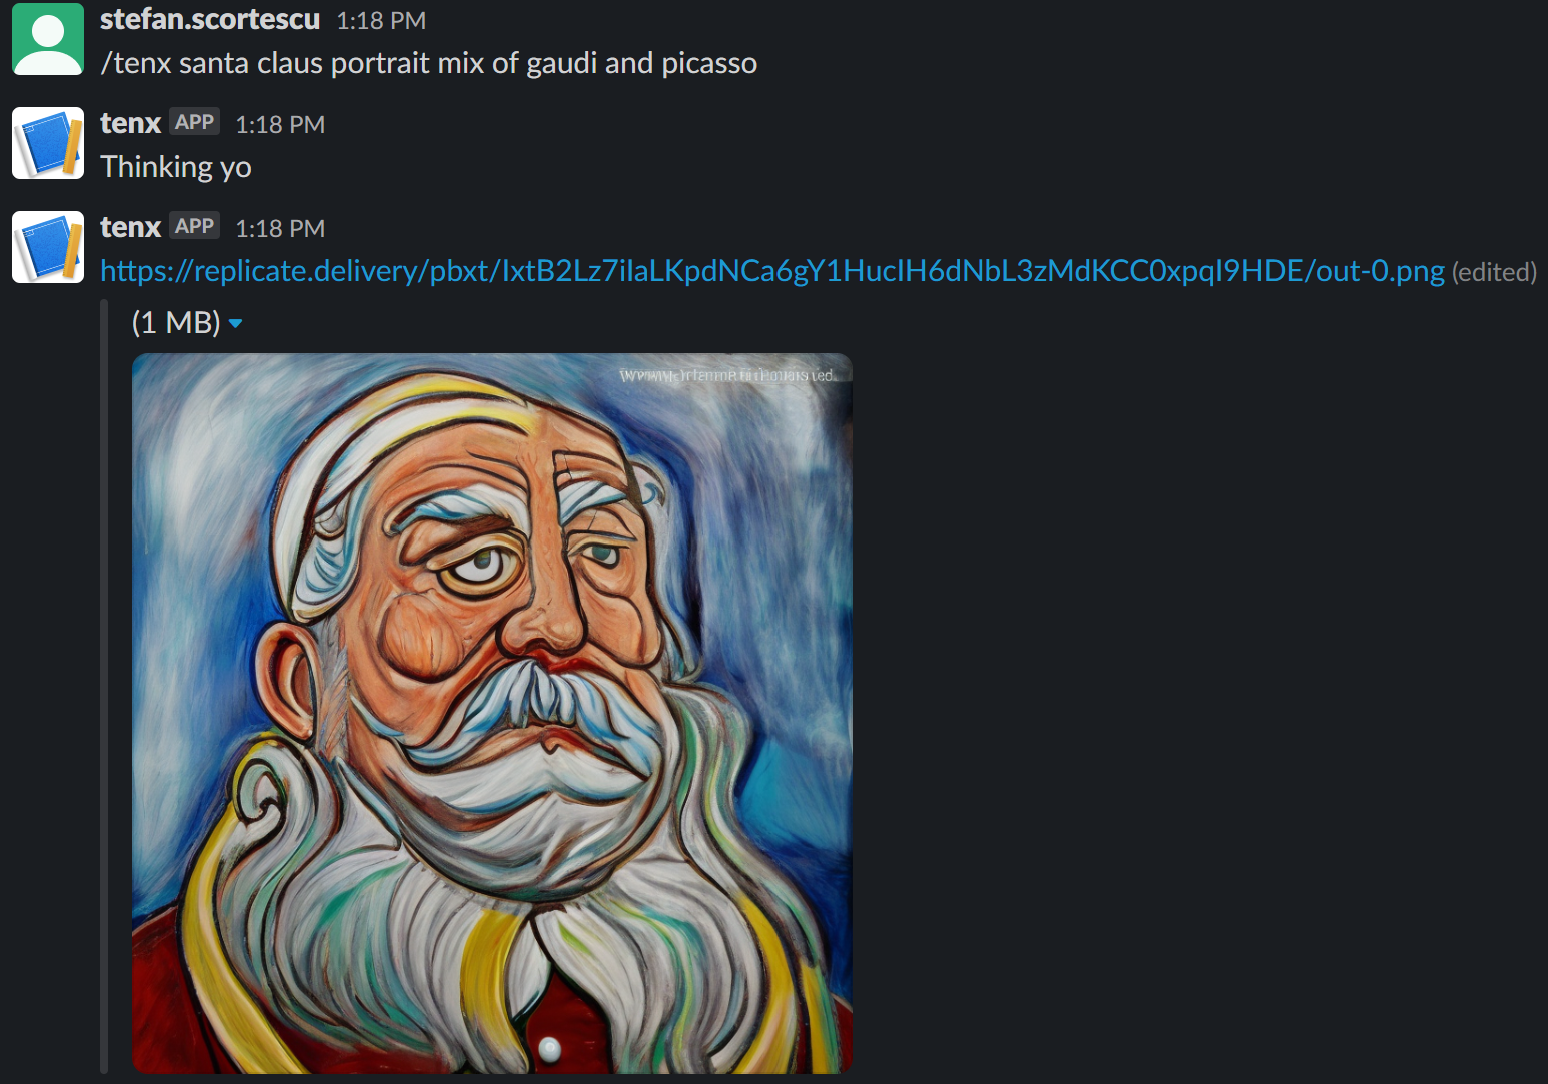 stefan.scortescu 1:18 PM
/tenx santa claus portrait mix of gaudi and picasso
tenx APP 1:18 PM
Thinking yo
tenx APP 1:18 PM
https://replicate.delivery/pbxt/IxtB2Lz7ilaLKpdNCa6gY1HucIH6dNbL3zMdKCC0xpqI9HDE/out-0.png (edited)
(1 MB)